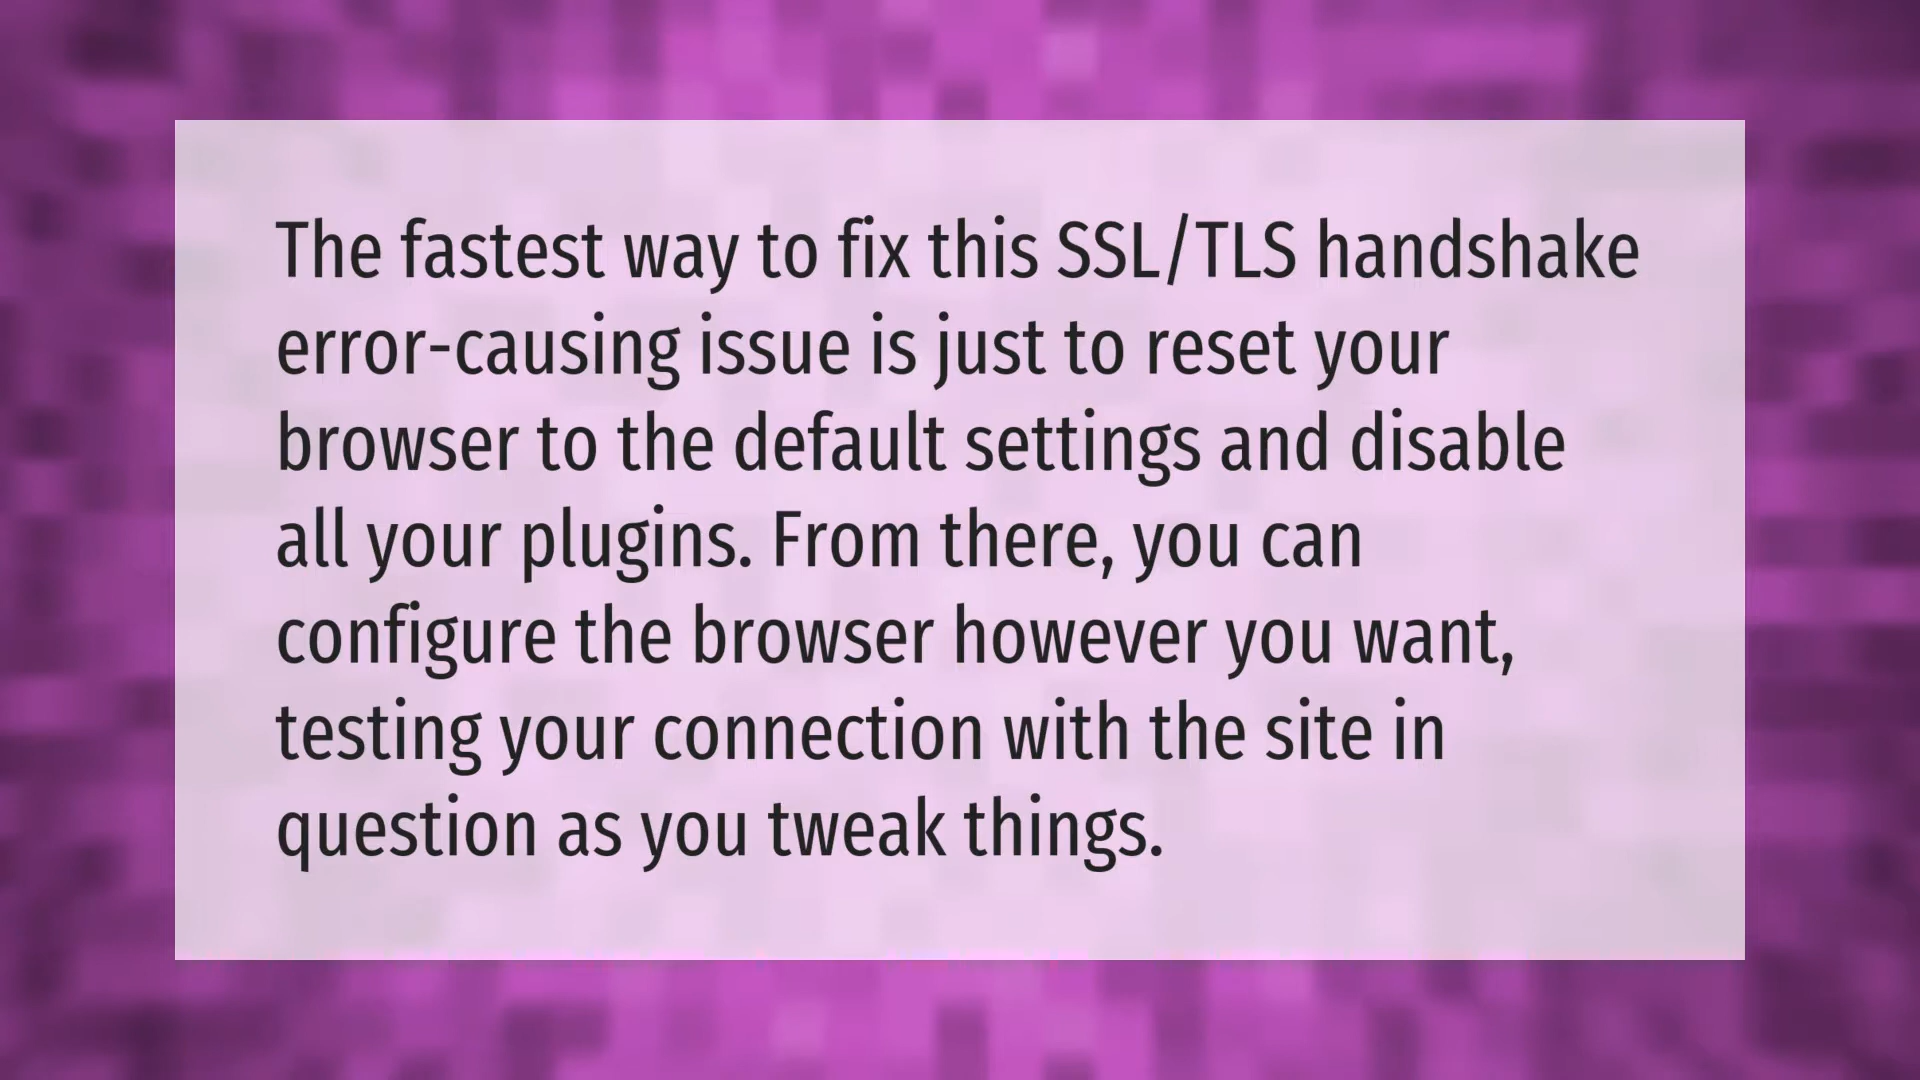 The fastest way to fix this SSL/TLS handshake
error-causing issue is just to reset your
browser to the default settings and disable
all your plugins. From there, you can
configure the browser however you want,
testing your connection with the site in
question as you tweak things.